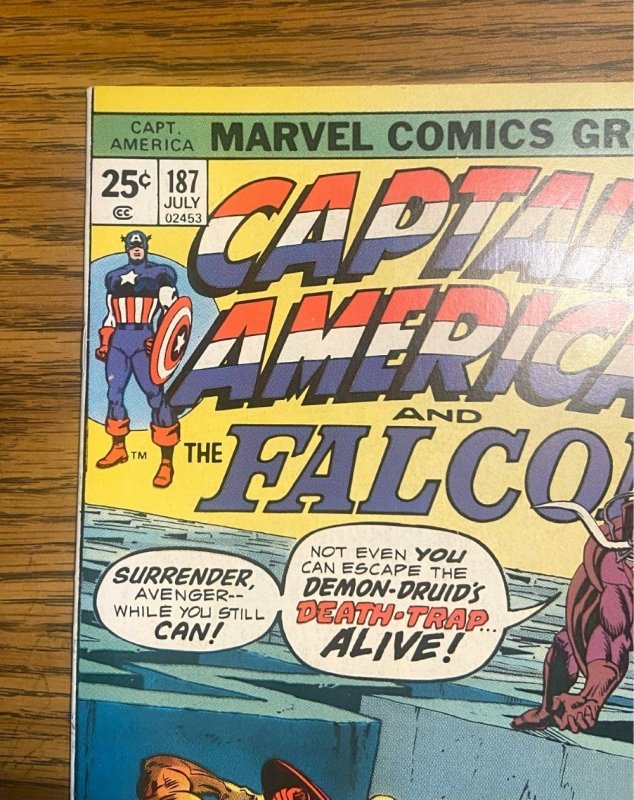 CAPT.
AMERICA
MARVEL COMICS GR
25¢
CC
187
JULY
02453
CAPTAI
AMERICA
AND
THE FALCO
TM
SURRENDER,
AVENGER--
WHILE YOU STILL
CAN!
NOT EVEN YOU
CAN ESCAPE THE
DEMON-DRUID'S
DEATH-TRAP...
ALIVE!